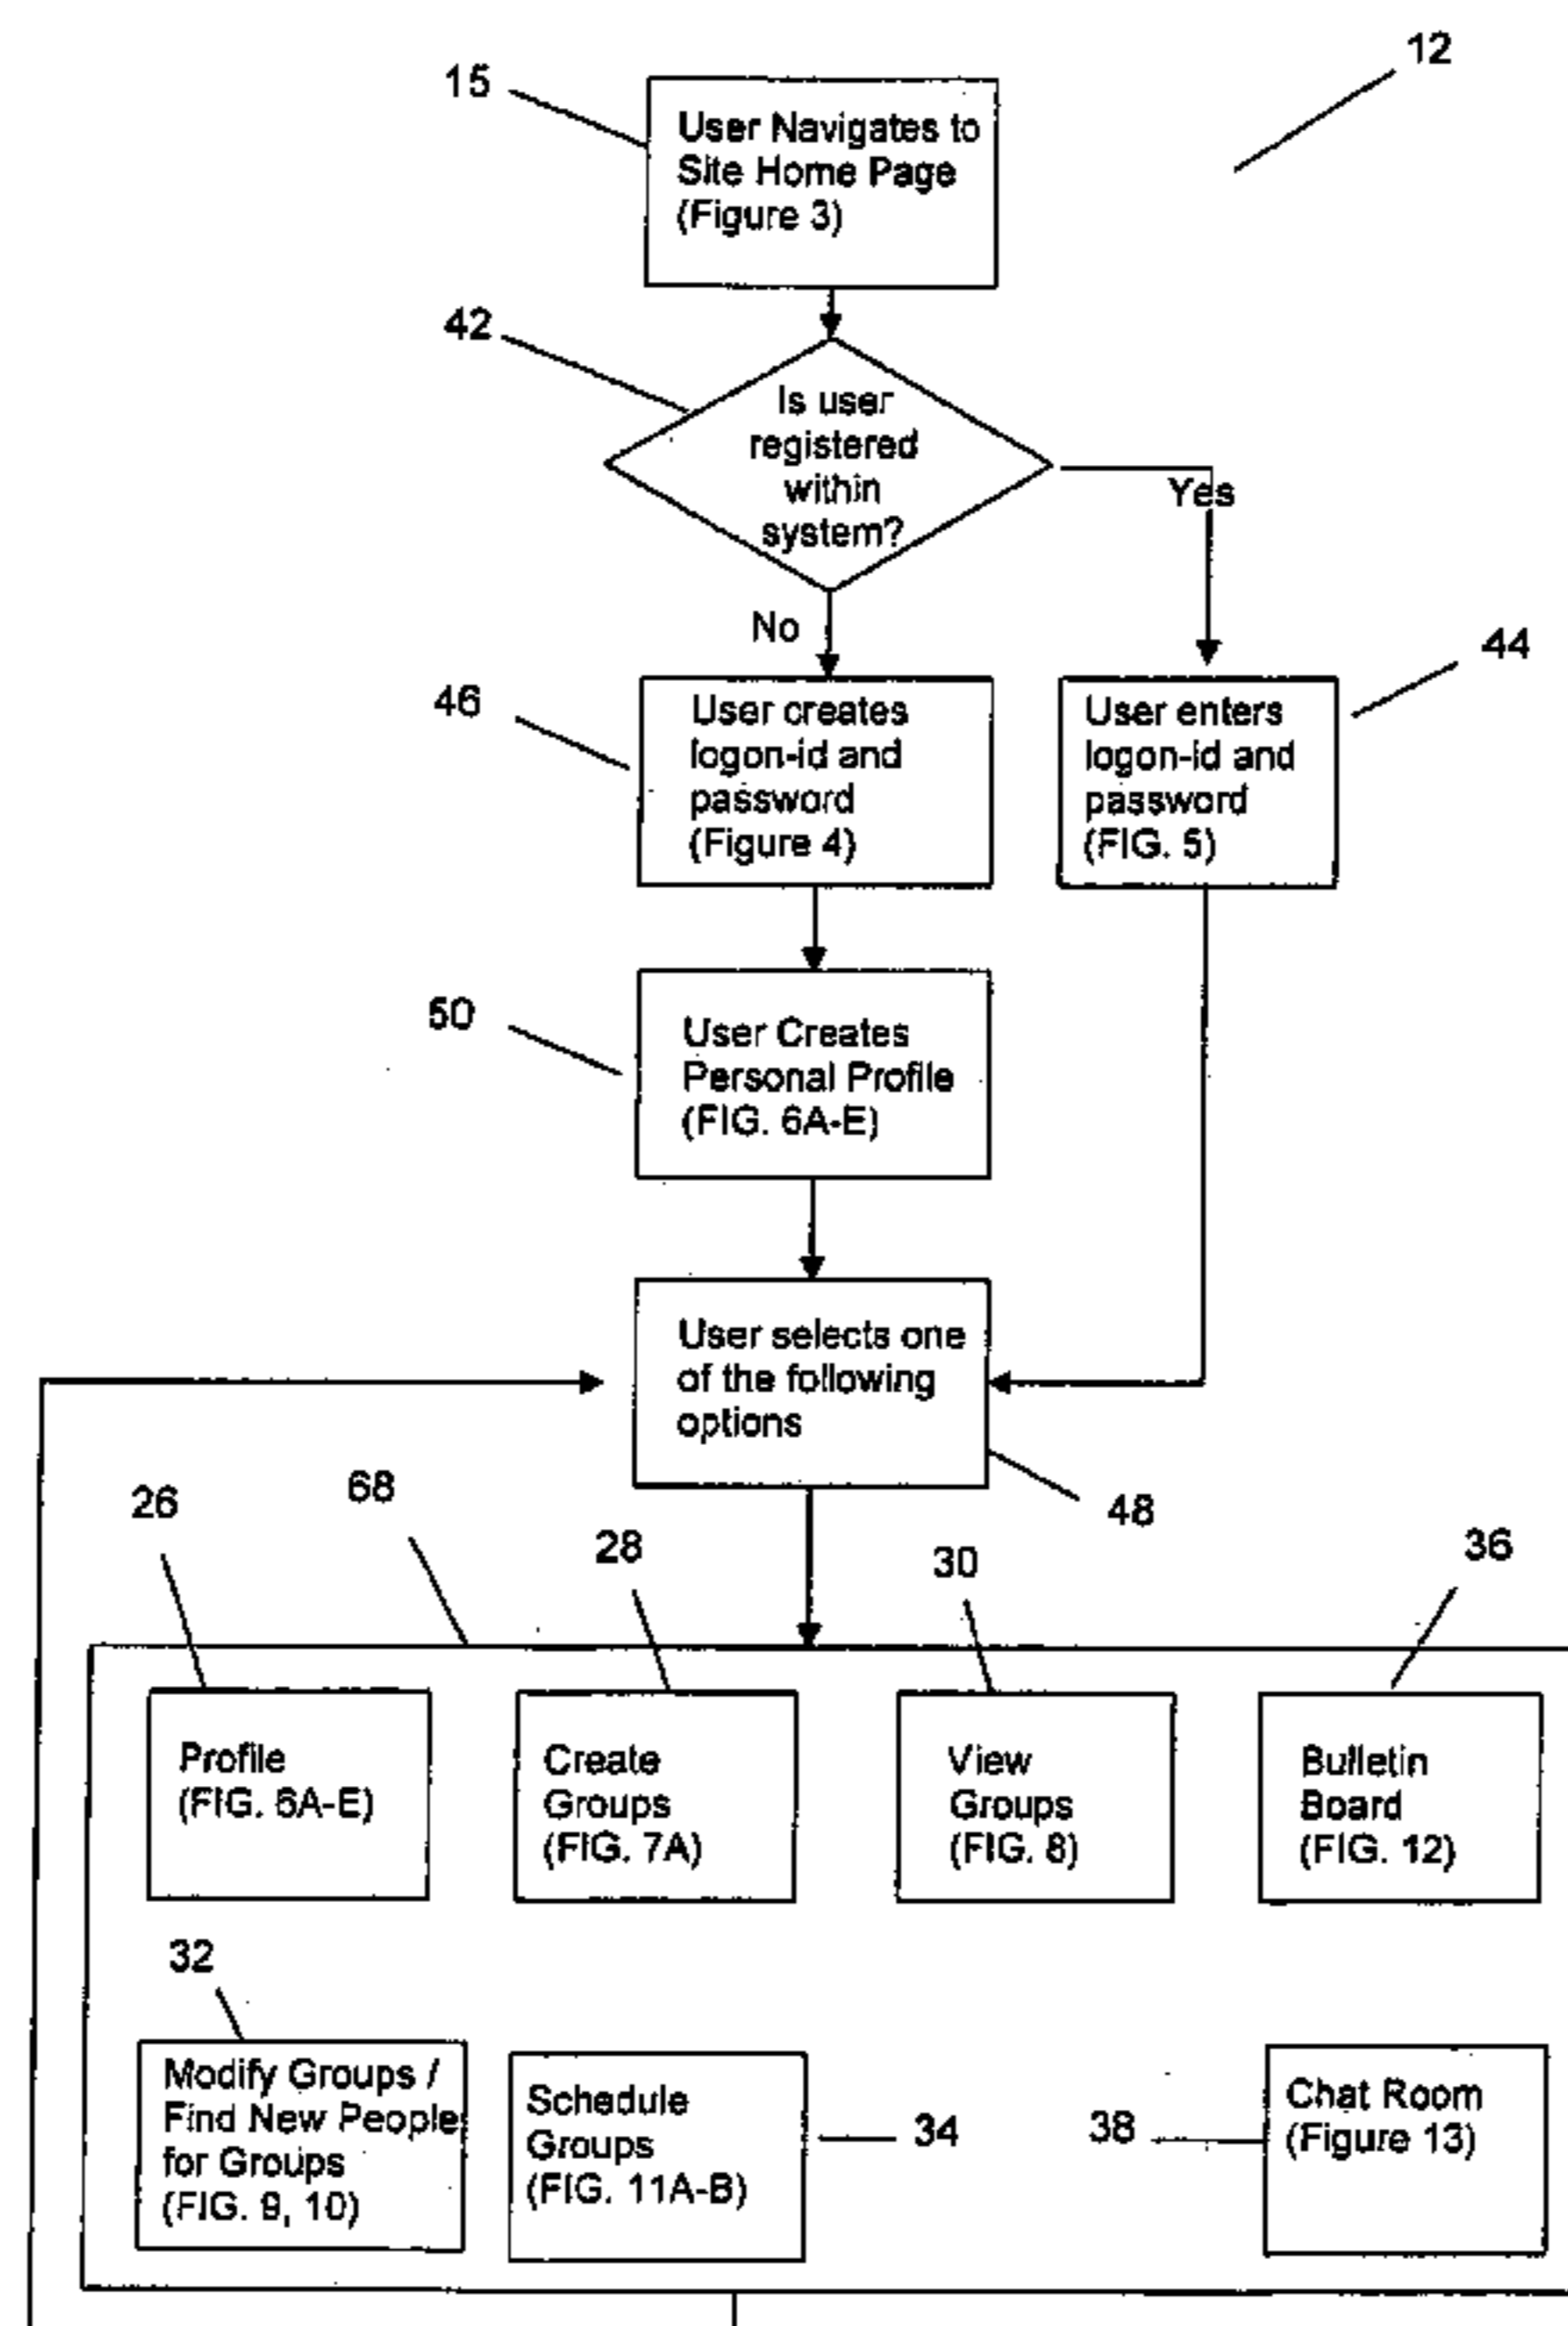 12
15
User Navigates to
Site Home Page
(Figure 3)
42
Is user
registered
within
system?
Yes
No
44
46
User creates
logon-id and
password
(Figure 4)
User enters
logon-id and
password
(FIG. 5)
50
User Creates
Personal Profile
(FIG. 6A-E)
User selects one
of the following
options
48
26
68
28
30
36
Profile
(FIG. 6A-E)
Create
Groups
(FIG. 7A)
View
Groups
(FIG. 8)
Bulletin
Board
(FIG. 12)
32
Modify Groups /
Find New People
for Groups
(FIG. 9, 10)
Schedule
Groups
(FIG. 11A-B)
34
38
Chat Room
(Figure 13)